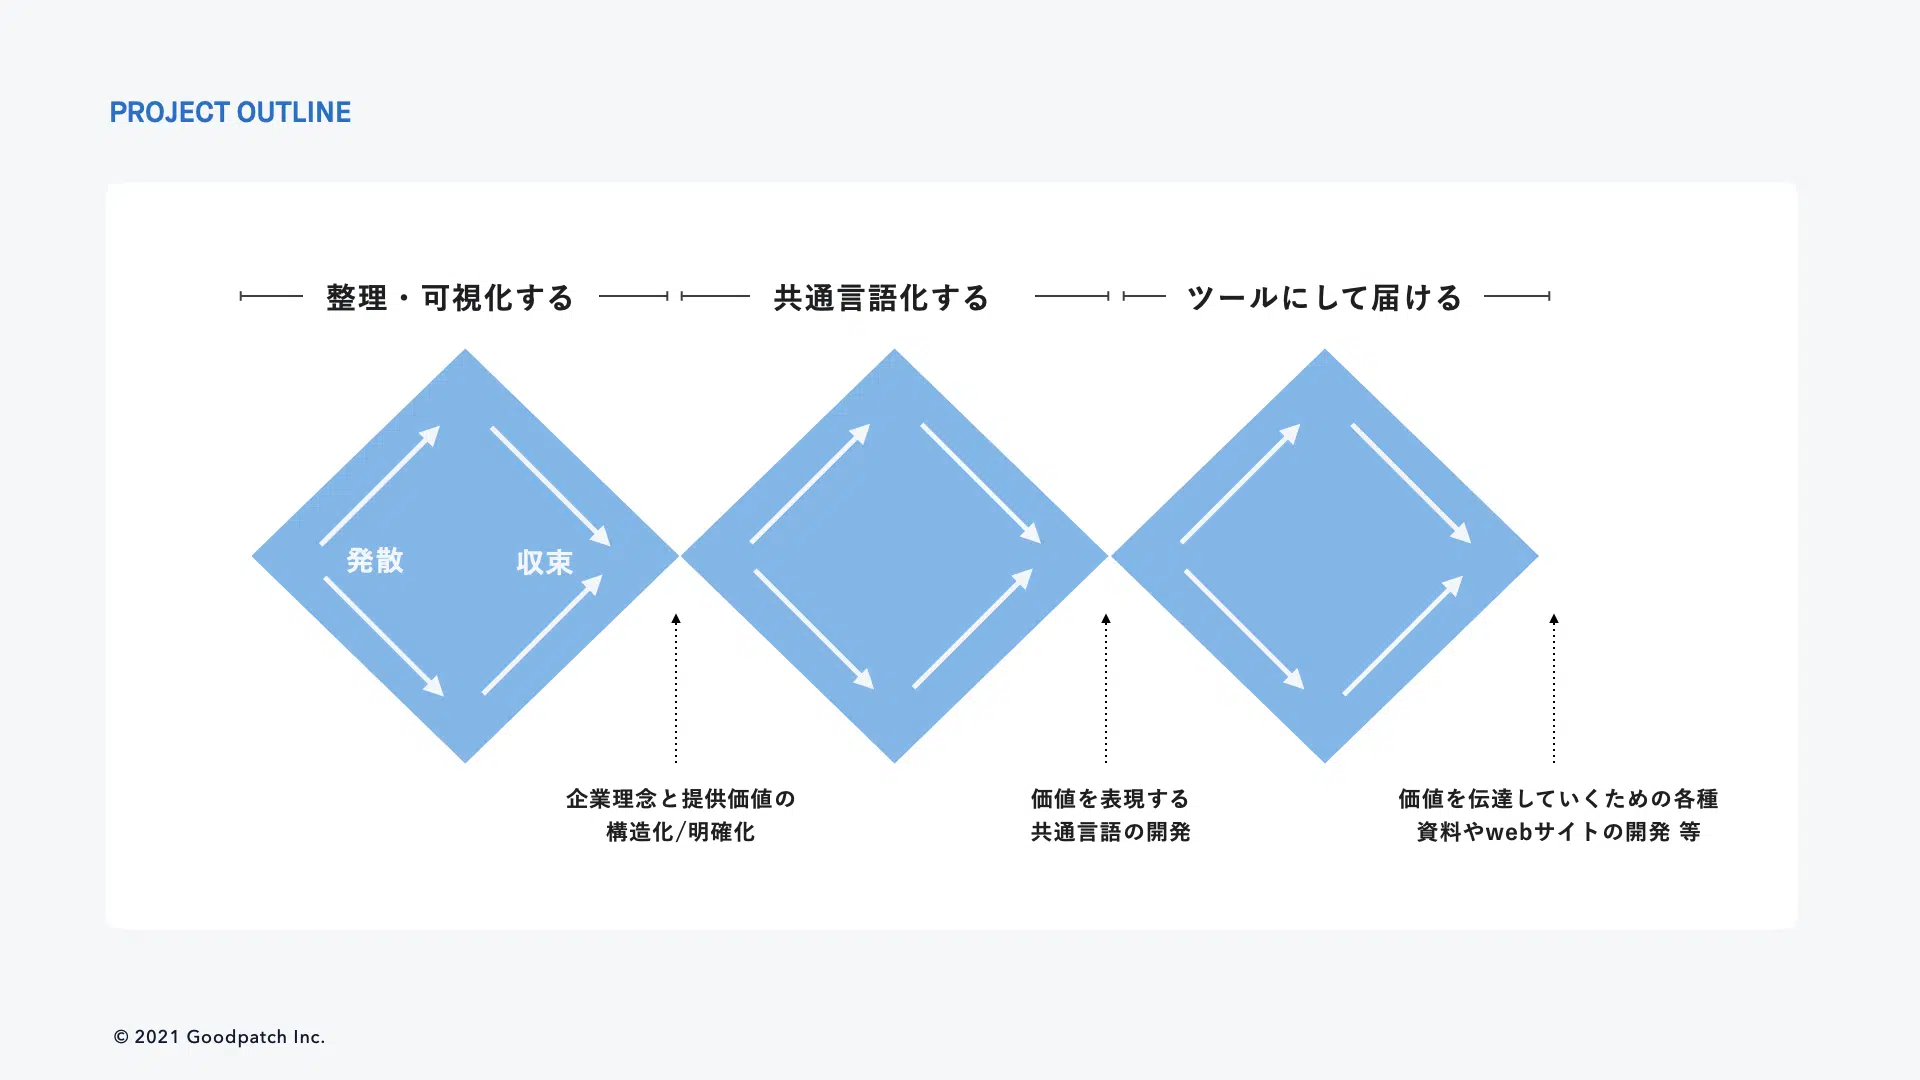 PROJECT OUTLINE
整理・可視化する
共通言語化する
ツールにして届ける
発散
収束
企業理念と提供価値の
構造化/明確化
価値を表現する
共通言語の開発
価値を伝達していくための各種
資料やwebサイトの開発 等
© 2021 Goodpatch Inc.